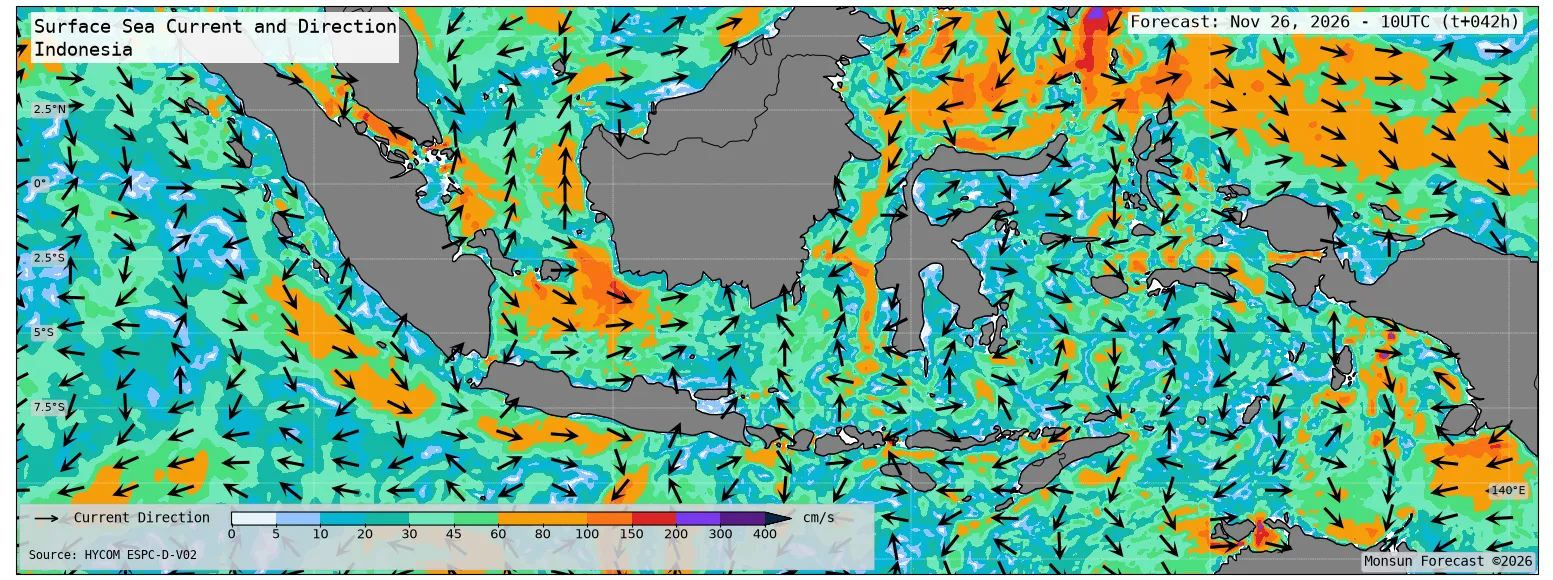 Surface Sea Current and Direction
Indonesia
Forecast: Nov 26, 2026 - 10UTC (t+042h)
2.5°N
0°
2.5°S
5°S
7.5°S
140°E
Current Direction
0 5 10 20 30 45 60 80 100 150 200 300 400 cm/s
Source: HYCOM ESPC-D-V02
Monsun Forecast ©2026